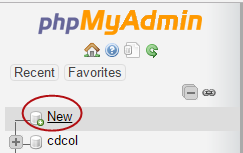 phpMyAdmin
Recent Favorites
New
cdcol